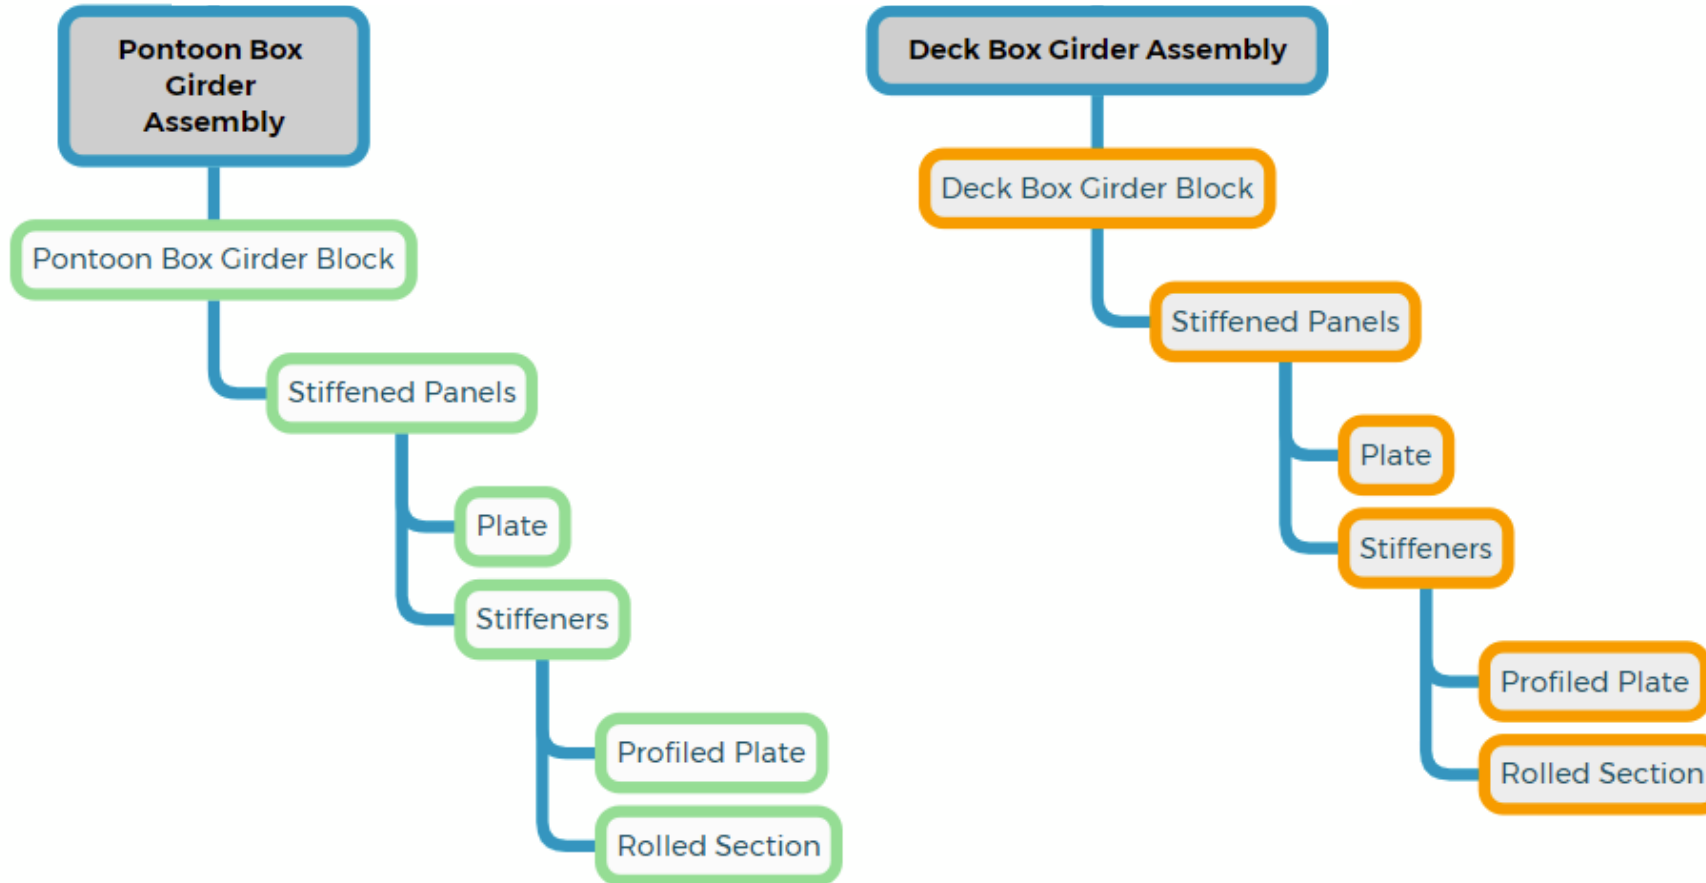 Pontoon Box
Girder
Assembly
Pontoon Box Girder Block
Stiffened Panels
Plate
Stiffeners
Profiled Plate
Rolled Section
Deck Box Girder Assembly
Deck Box Girder Block
Stiffened Panels
Plate
Stiffeners
Profiled Plate
Rolled Section